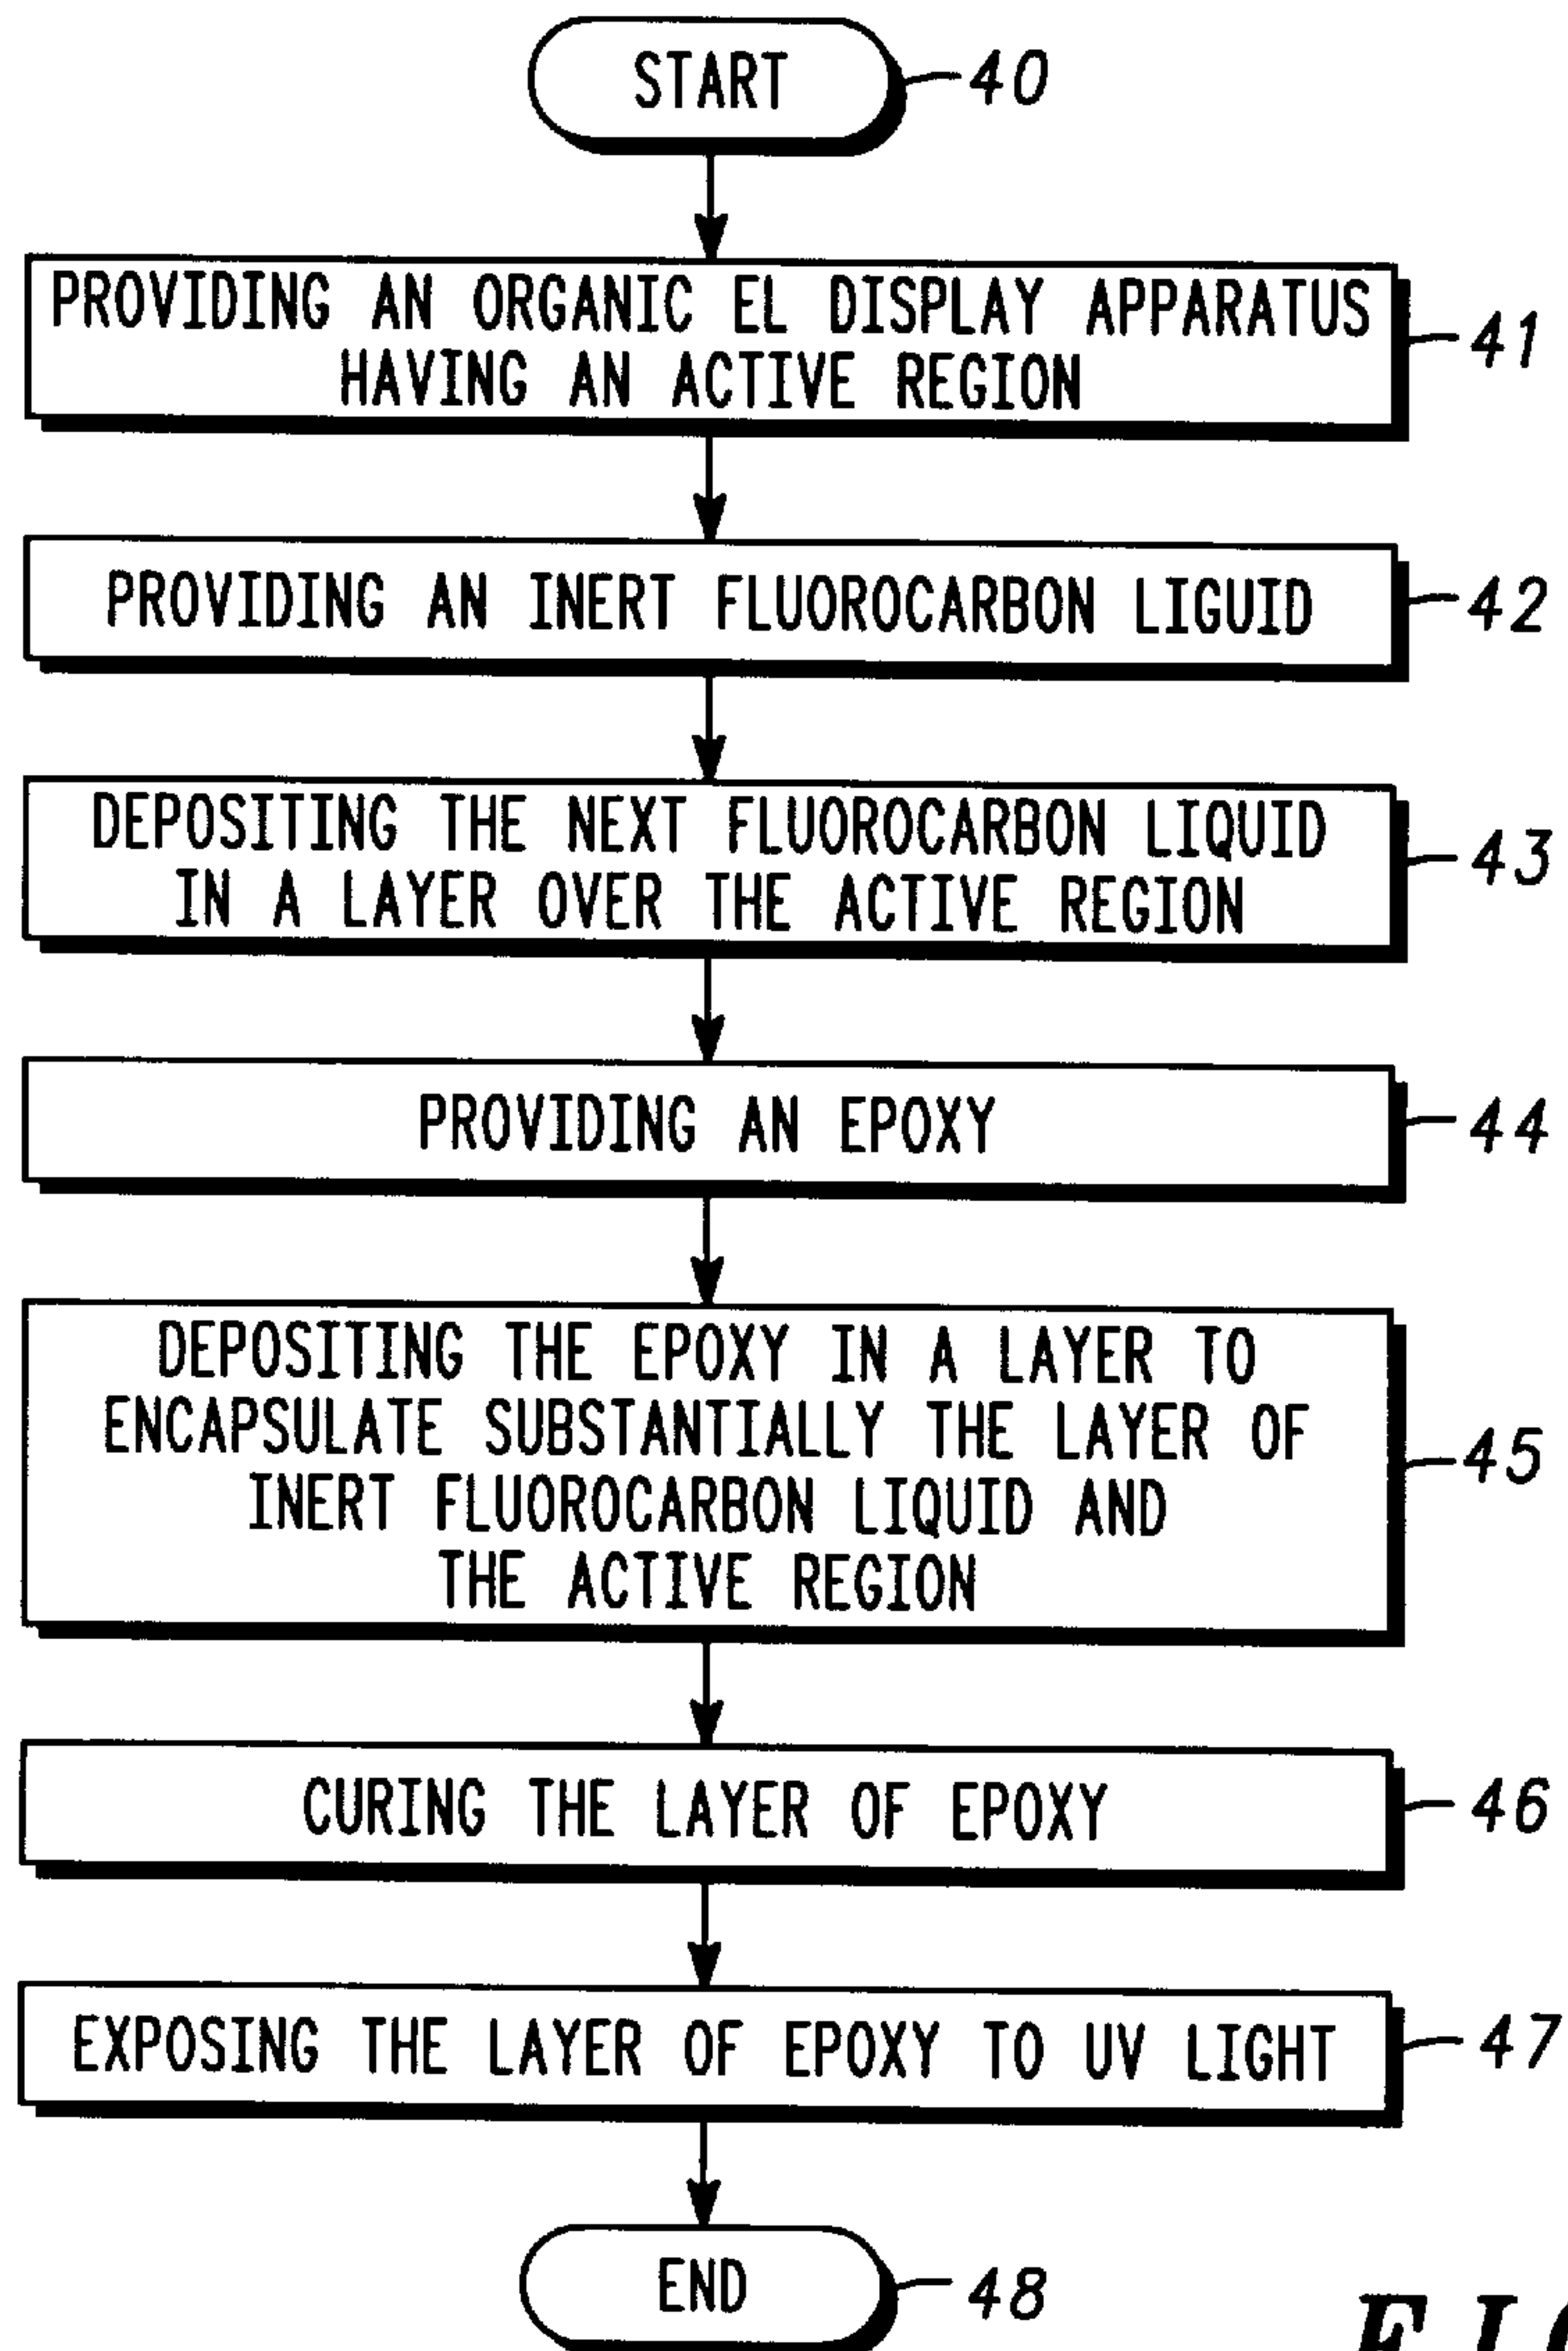 START
40
PROVIDING AN ORGANIC EL DISPLAY APPARATUS
HAVING AN ACTIVE REGION
41
PROVIDING AN INERT FLUOROCARBON LIGUID
42
DEPOSITING THE NEXT FLUOROCARBON LIQUID
IN A LAYER OVER THE ACTIVE REGION
43
PROVIDING AN EPOXY
44
DEPOSITING THE EPOXY IN A LAYER TO
ENCAPSULATE SUBSTANTIALLY THE LAYER OF
INERT FLUOROCARBON LIQUID AND
THE ACTIVE REGION
45
CURING THE LAYER OF EPOXY
46
EXPOSING THE LAYER OF EPOXY TO UV LIGHT
47
END
48